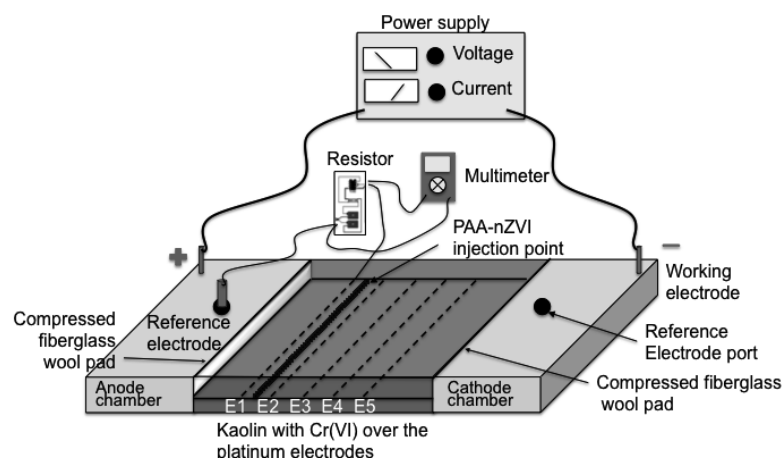 Power supply
Voltage
Current
Resistor
Multimeter
PAA-nZVI
injection point
+
−
Working
electrode
Reference
electrode
Reference
Electrode port
Compressed
fiberglass
wool pad
Compressed fiberglass
wool pad
Anode
chamber
Cathode
chamber
E1 E2 E3 E4 E5
Kaolin with Cr(VI) over the
platinum electrodes